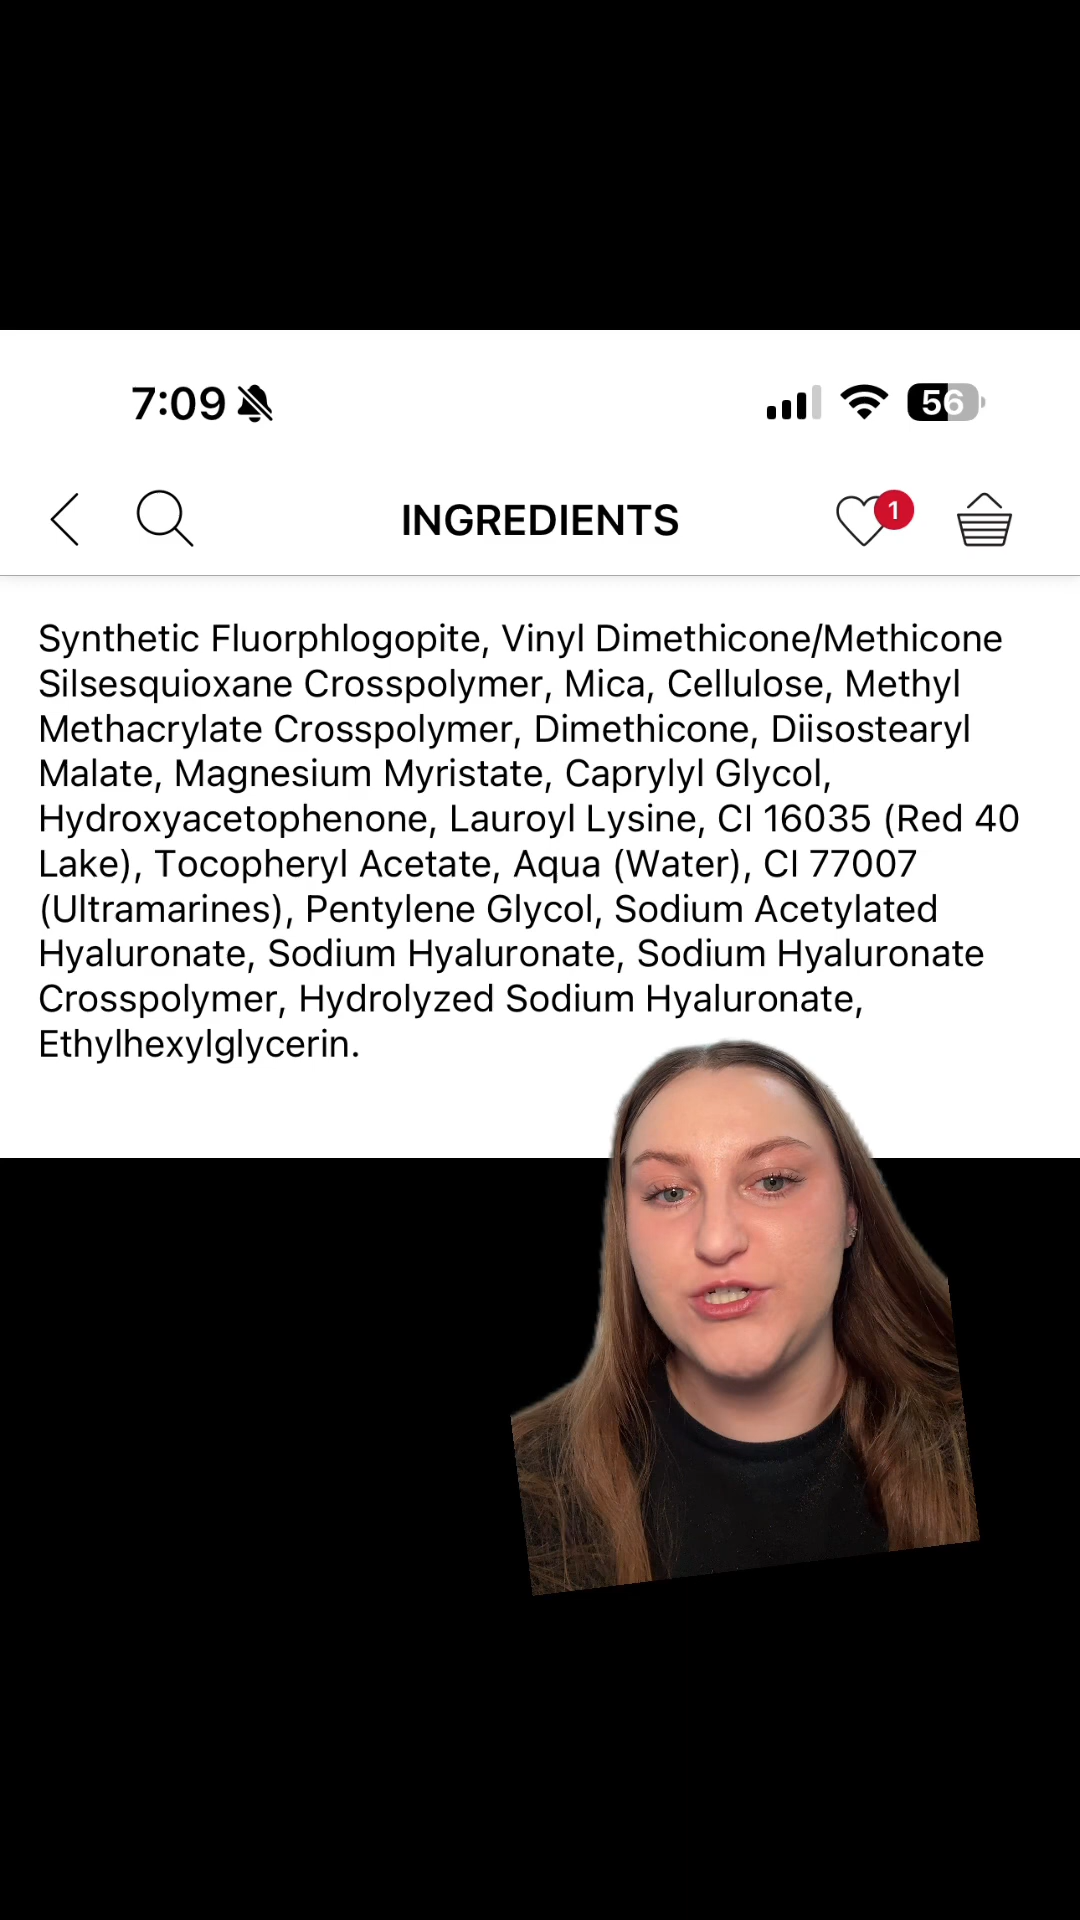 7:09
56
INGREDIENTS
1
Synthetic Fluorphlogopite, Vinyl Dimethicone/Methicone
Silsesquioxane Crosspolymer, Mica, Cellulose, Methyl
Methacrylate Crosspolymer, Dimethicone, Diisostearyl
Malate, Magnesium Myristate, Caprylyl Glycol,
Hydroxyacetophenone, Lauroyl Lysine, CI 16035 (Red 40
Lake), Tocopheryl Acetate, Aqua (Water), CI 77007
(Ultramarines), Pentylene Glycol, Sodium Acetylated
Hyaluronate, Sodium Hyaluronate, Sodium Hyaluronate
Crosspolymer, Hydrolyzed Sodium Hyaluronate,
Ethylhexylglycerin.